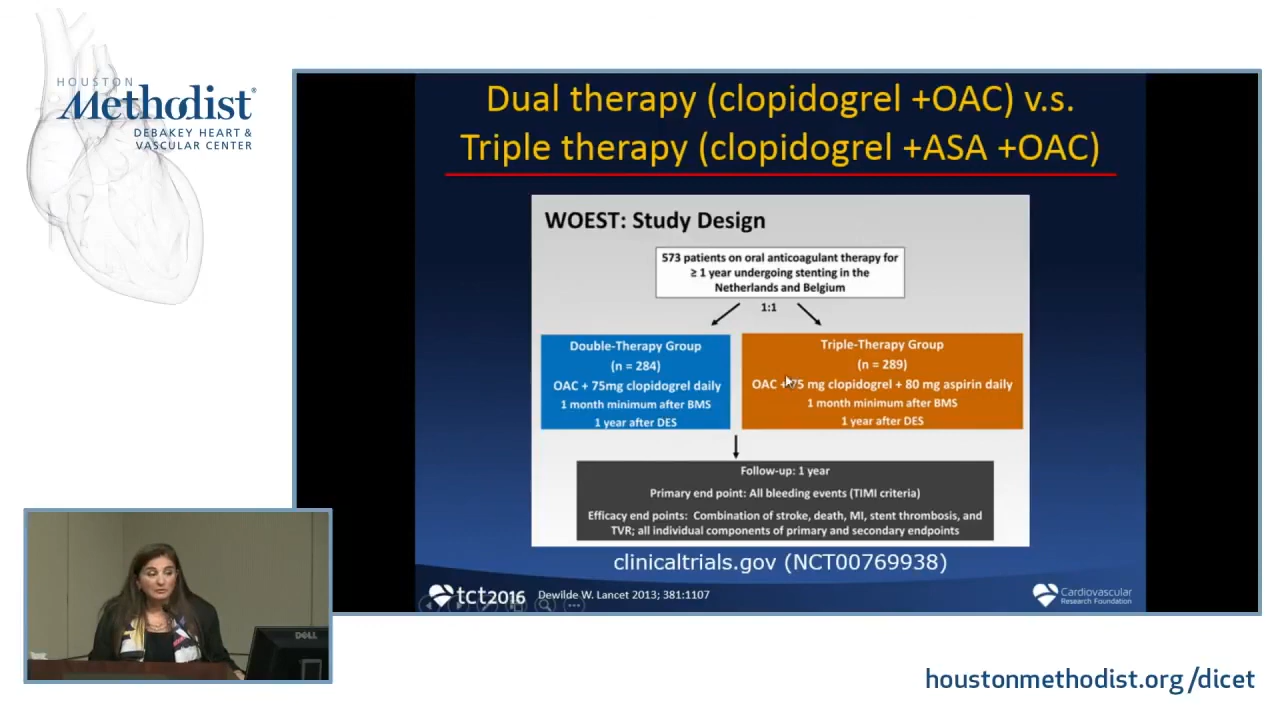 HOUSTON
Methodist®
DEBAKEY HEART &
VASCULAR CENTER
Dual therapy (clopidogrel +OAC) v.s.
Triple therapy (clopidogrel +ASA +OAC)
WOEST: Study Design
573 patients on oral anticoagulant therapy for
≥ 1 year undergoing stenting in the
Netherlands and Belgium
1:1
Double-Therapy Group
(n = 284)
OAC + 75mg clopidogrel daily
1 month minimum after BMS
1 year after DES
Triple-Therapy Group
(n = 289)
OAC + 75 mg clopidogrel + 80 mg aspirin daily
1 month minimum after BMS
1 year after DES
Follow-up: 1 year
Primary end point: All bleeding events (TIMI criteria)
Efficacy end points: Combination of stroke, death, MI, stent thrombosis, and
TVR; all individual components of primary and secondary endpoints
clinicaltrials.gov (NCT00769938)
tct2016
Dewilde W. Lancet 2013; 381:1107
Cardiovascular
Research Foundation
DELL
houstonmethodist.org/dicet